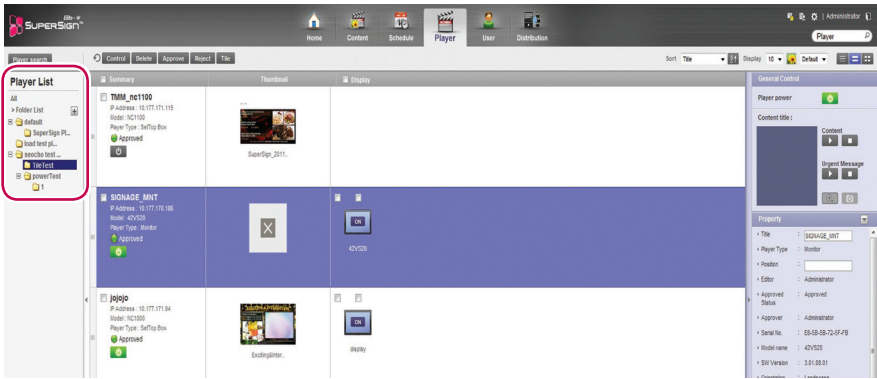 Elite-w
SUPERSIGN™
Home
Content
Schedule
Player
User
Distribution
Administrator
Player
Player search
Control
Delete
Approve
Reject
Tile
Sort
Title
Display
10
Default
Player List
All
> Folder List
default
SuperSign Pl...
load test pl...
seocho test ...
TileTest
powerTest
1
Summary
Thumbnail
Display
TMM_nc1100
IP Address : 10.177.171.115
Model : NC1100
Player Type : SetTop Box
Approved
SuperSign_2011..
SIGNAGE_MNT
IP Address : 10.177.170.106
Model : 42VS20
Player Type : Monitor
Approved
ON
42VS20
jojojo
IP Address : 10.177.171.94
Model : NC1000
Player Type : SetTop Box
Approved
Exciting&Inter..
ON
display
General Control
Player power
Content title :
Content
Urgent Message
Property
Title : SIGNAGE_MNT
Player Type : Monitor
Position :
Editor : Administrator
Approved Status : Approved
Approver : Administrator
Serial No. : E8-5B-5B-72-6F-FB
Model name : 42VS20
SW Version : 3.01.08.01
Orientation : Landscape